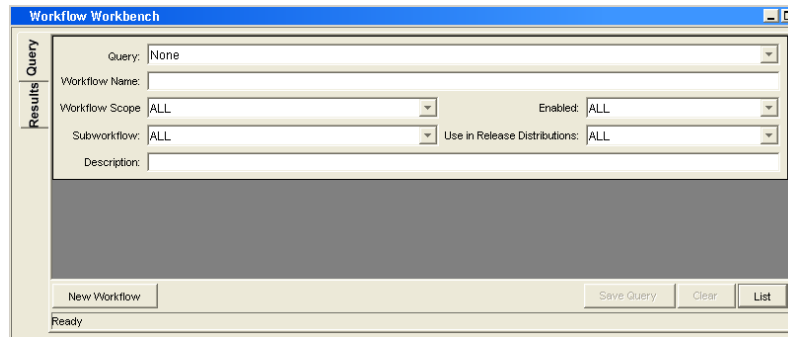 Workflow Workbench
Query
Results
Query: None
Workflow Name:
Workflow Scope ALL Enabled: ALL
Subworkflow: ALL Use in Release Distributions: ALL
Description:
New Workflow Save Query Clear List
Ready